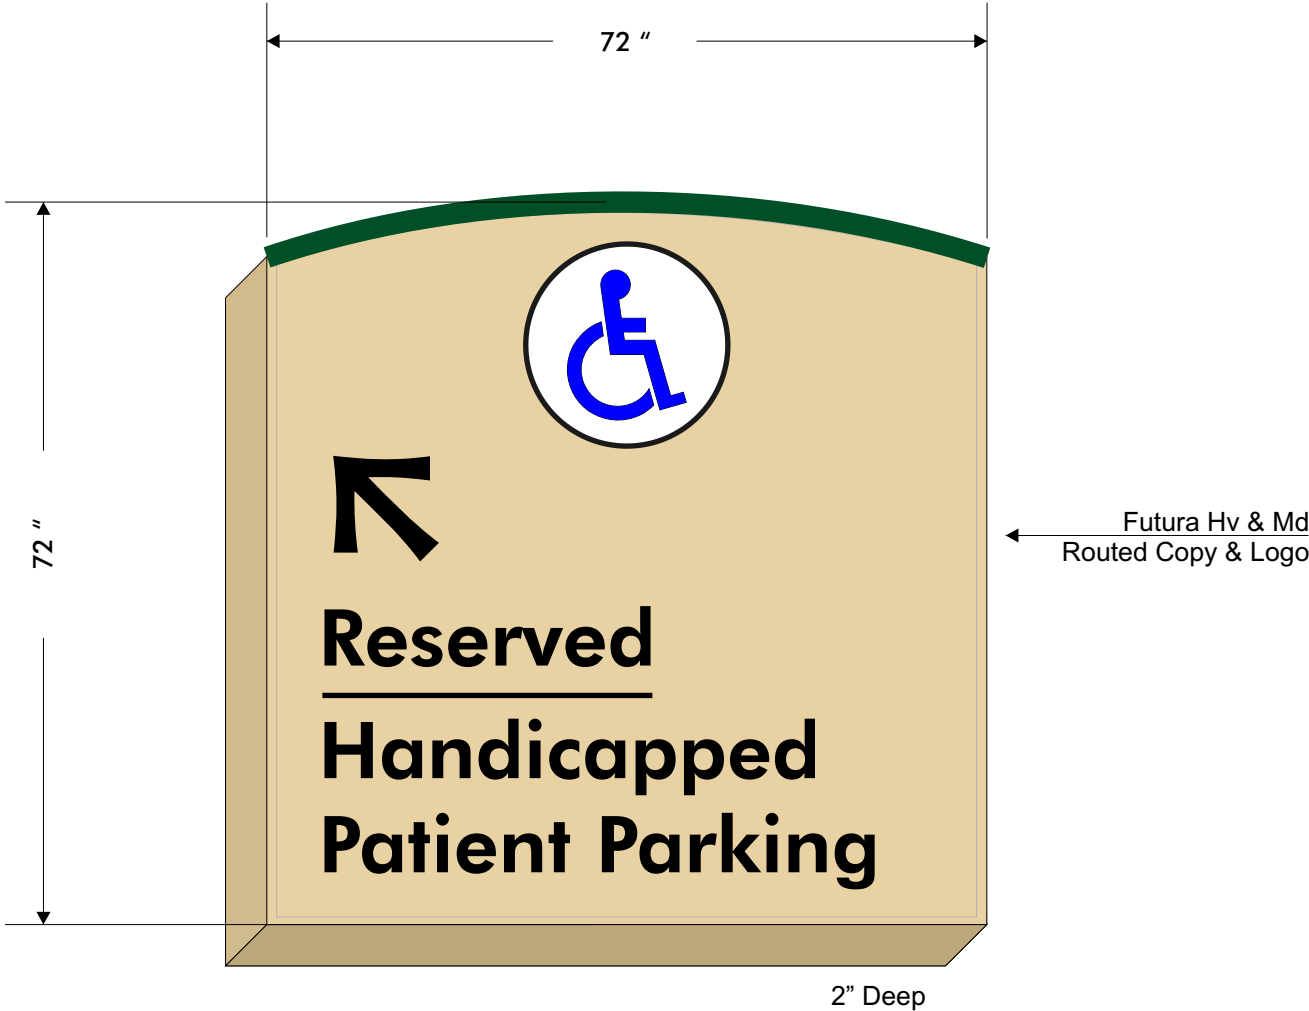 72 “
72 “
Futura Hv & Md
Routed Copy & Logo
Reserved
Handicapped
Patient Parking
2” Deep